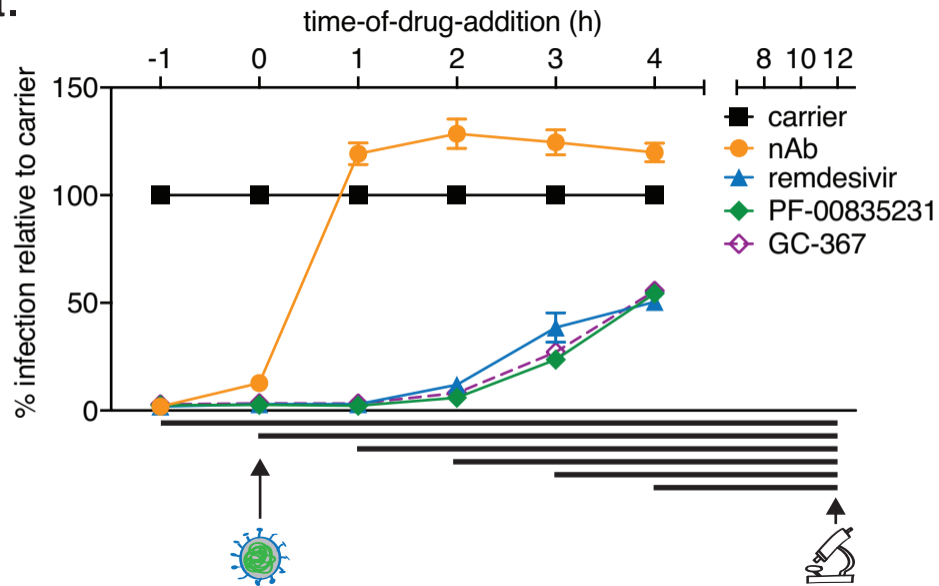 a.
time-of-drug-addition (h)
-1 0 1 2 3 4 8 10 12
% infection relative to carrier
150
100
50
0
carrier
nAb
remdesivir
PF-00835231
GC-367